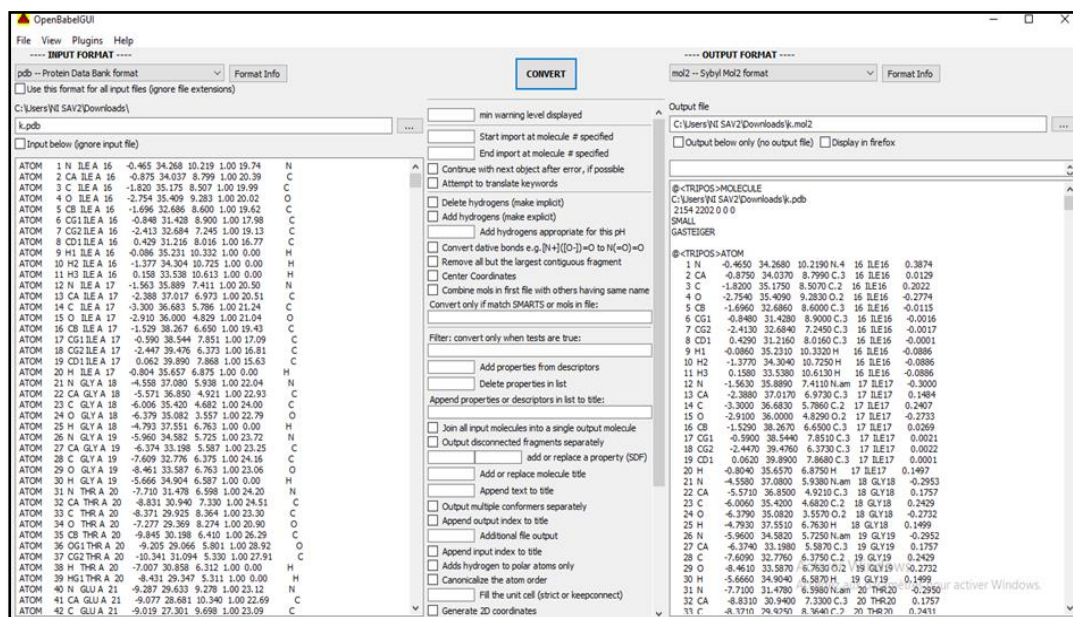 OpenBabelGUI
File View Plugins Help
---- INPUT FORMAT ----
pdb -- Protein Data Bank format
Format Info
Use this format for all input files (ignore file extensions)
C:\Users\NI SAV2\Downloads\
k.pdb
...
Input below (ignore input file)
ATOM 1 N ILE A 16 -0.465 34.268 10.219 1.00 19.74 N
ATOM 2 CA ILE A 16 -0.875 34.037 8.799 1.00 20.39 C
ATOM 3 C ILE A 16 -1.820 35.175 8.507 1.00 19.99 C
ATOM 4 O ILE A 16 -2.754 35.409 9.283 1.00 20.02 O
ATOM 5 CB ILE A 16 -1.696 32.686 8.600 1.00 19.62 C
ATOM 6 CG1 ILE A 16 -0.848 31.428 8.900 1.00 17.98 C
ATOM 7 CG2 ILE A 16 -2.413 32.684 7.245 1.00 19.13 C
ATOM 8 CD1 ILE A 16 0.429 31.216 8.016 1.00 16.77 C
ATOM 9 H1 ILE A 16 -0.086 35.231 10.332 1.00 0.00 H
ATOM 10 H2 ILE A 16 -1.377 34.304 10.725 1.00 0.00 H
ATOM 11 H3 ILE A 16 0.158 33.538 10.613 1.00 0.00 H
ATOM 12 N ILE A 17 -1.563 35.889 7.411 1.00 20.50 N
ATOM 13 CA ILE A 17 -2.388 37.017 6.973 1.00 20.51 C
ATOM 14 C ILE A 17 -3.300 36.683 5.786 1.00 21.24 C
ATOM 15 O ILE A 17 -2.910 36.000 4.829 1.00 21.04 O
ATOM 16 CB ILE A 17 -1.529 38.267 6.650 1.00 19.43 C
ATOM 17 CG1 ILE A 17 -0.590 38.544 7.851 1.00 17.09 C
ATOM 18 CG2 ILE A 17 -2.447 39.476 6.373 1.00 16.81 C
ATOM 19 CD1 ILE A 17 0.062 39.890 7.868 1.00 15.63 C
ATOM 20 H ILE A 17 -0.804 35.657 6.875 1.00 0.00 H
ATOM 21 N GLY A 18 -4.558 37.080 5.938 1.00 22.04 N
ATOM 22 CA GLY A 18 -5.571 36.850 4.921 1.00 22.93 C
ATOM 23 C GLY A 18 -6.006 35.420 4.682 1.00 24.00 C
ATOM 24 O GLY A 18 -6.379 35.082 3.557 1.00 22.79 O
ATOM 25 H GLY A 18 -4.793 37.551 6.763 1.00 0.00 H
ATOM 26 N GLY A 19 -5.960 34.582 5.725 1.00 23.72 N
ATOM 27 CA GLY A 19 -6.374 33.198 5.587 1.00 23.25 C
ATOM 28 C GLY A 19 -7.609 32.776 6.375 1.00 24.16 C
ATOM 29 O GLY A 19 -8.461 33.587 6.763 1.00 23.06 O
ATOM 30 H GLY A 19 -5.666 34.904 6.587 1.00 0.00 H
ATOM 31 N THR A 20 -7.710 31.478 6.598 1.00 24.20 N
ATOM 32 CA THR A 20 -8.831 30.940 7.330 1.00 24.51 C
ATOM 33 C THR A 20 -8.371 29.925 8.364 1.00 23.30 C
ATOM 34 O THR A 20 -7.277 29.369 8.274 1.00 20.90 O
ATOM 35 CB THR A 20 -9.845 30.198 6.410 1.00 26.29 C
ATOM 36 OG1 THR A 20 -9.205 29.066 5.801 1.00 28.92 O
ATOM 37 CG2 THR A 20 -10.341 31.094 5.330 1.00 27.91 C
ATOM 38 H THR A 20 -7.007 30.858 6.312 1.00 0.00 H
ATOM 39 HG1 THR A 20 -8.431 29.347 5.311 1.00 0.00 H
ATOM 40 N GLU A 21 -9.287 29.633 9.278 1.00 23.12 N
ATOM 41 CA GLU A 21 -9.077 28.681 10.340 1.00 22.69 C
ATOM 42 C GLU A 21 -9.019 27.301 9.698 1.00 23.09 C
CONVERT
min warning level displayed
Start import at molecule # specified
End import at molecule # specified
Continue with next object after error, if possible
Attempt to translate keywords
Delete hydrogens (make implicit)
Add hydrogens (make explicit)
Add hydrogens appropriate for this pH
Convert dative bonds e.g.[N+]([O-])=O to N(=O)=O
Remove all but the largest contiguous fragment
Center Coordinates
Combine mols in first file with others having same name
Convert only if match SMARTS or mols in file:
Filter: convert only when tests are true:
Add properties from descriptors
Delete properties in list
Append properties or descriptors in list to title:
Join all input molecules into a single output molecule
Output disconnected fragments separately
add or replace a property (SDF)
Add or replace molecule title
Append text to title
Output multiple conformers separately
Append output index to title
Additional file output
Append input index to title
Adds hydrogen to polar atoms only
Canonicalize the atom order
Fill the unit cell (strict or keepconnect)
Generate 2D coordinates
---- OUTPUT FORMAT ----
mol2 -- Sybyl Mol2 format
Format Info
Output file
C:\Users\NI SAV2\Downloads\k.mol2
...
Output below only (no output file) Display in firefox
@<TRIPOS>MOLECULE
C:\Users\NI SAV2\Downloads\k.pdb
2154 2202 0 0 0
SMALL
GASTEIGER
@<TRIPOS>ATOM
1 N -0.4650 34.2680 10.2190 N.4 16 ILE16 0.3874
2 CA -0.8750 34.0370 8.7990 C.3 16 ILE16 0.0129
3 C -1.8200 35.1750 8.5070 C.2 16 ILE16 0.2022
4 O -2.7540 35.4090 9.2830 O.2 16 ILE16 -0.2774
5 CB -1.6960 32.6860 8.6000 C.3 16 ILE16 -0.0115
6 CG1 -0.8480 31.4280 8.9000 C.3 16 ILE16 -0.0016
7 CG2 -2.4130 32.6840 7.2450 C.3 16 ILE16 -0.0017
8 CD1 0.4290 31.2160 8.0160 C.3 16 ILE16 -0.0001
9 H1 -0.0860 35.2310 10.3320 H 16 ILE16 -0.0886
10 H2 -1.3770 34.3040 10.7250 H 16 ILE16 -0.0886
11 H3 0.1580 33.5380 10.6130 H 16 ILE16 -0.0886
12 N -1.5630 35.8890 7.4110 N.am 17 ILE17 -0.3000
13 CA -2.3880 37.0170 6.9730 C.3 17 ILE17 0.1484
14 C -3.3000 36.6830 5.7860 C.2 17 ILE17 0.2407
15 O -2.9100 36.0000 4.8290 O.2 17 ILE17 -0.2733
16 CB -1.5290 38.2670 6.6500 C.3 17 ILE17 0.0269
17 CG1 -0.5900 38.5440 7.8510 C.3 17 ILE17 0.0021
18 CG2 -2.4470 39.4760 6.3730 C.3 17 ILE17 0.0022
19 CD1 0.0620 39.8900 7.8680 C.3 17 ILE17 0.0001
20 H -0.8040 35.6570 6.8750 H 17 ILE17 0.1497
21 N -4.5580 37.0800 5.9380 N.am 18 GLY18 -0.2953
22 CA -5.5710 36.8500 4.9210 C.3 18 GLY18 0.1757
23 C -6.0060 35.4200 4.6820 C.2 18 GLY18 0.2429
24 O -6.3790 35.0820 3.5570 O.2 18 GLY18 -0.2732
25 H -4.7930 37.5510 6.7630 H 18 GLY18 0.1499
26 N -5.9600 34.5820 5.7250 N.am 19 GLY19 -0.2952
27 CA -6.3740 33.1980 5.5870 C.3 19 GLY19 0.1757
28 C -7.6090 32.7760 6.3750 C.2 19 GLY19 0.2429
29 O -8.4610 33.5870 6.7630 O.2 19 GLY19 -0.2732
30 H -5.6660 34.9040 6.5870 H 19 GLY19 0.1499
31 N -7.7100 31.4780 6.5980 N.am 20 THR20 -0.2950
32 CA -8.8310 30.9400 7.3300 C.3 20 THR20 0.1757
33 C -8.3710 29.9250 8.3640 C.2 20 THR20 0.2431
activer Windows.